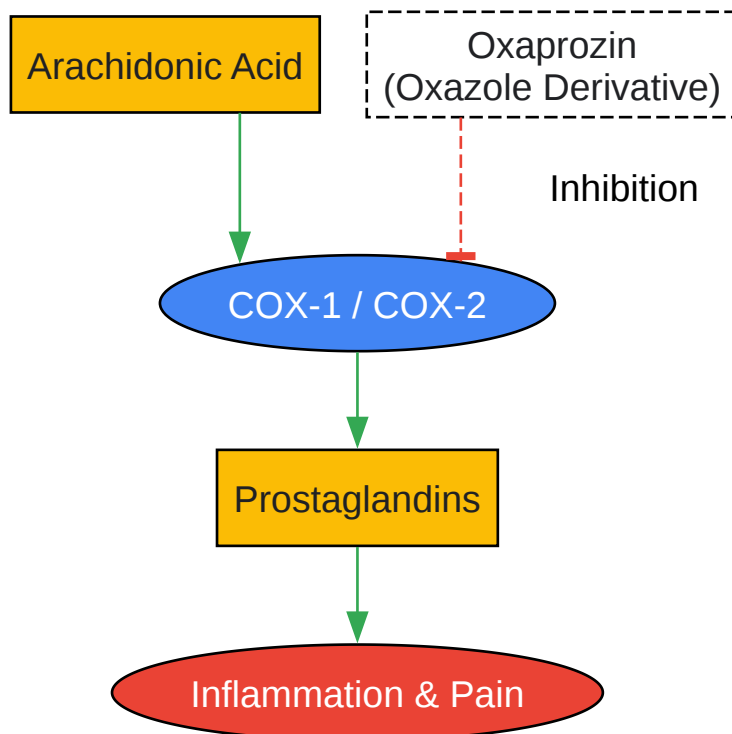 Arachidonic Acid
Oxaprozin
(Oxazole Derivative)
Inhibition
COX-1 / COX-2
Prostaglandins
Inflammation & Pain